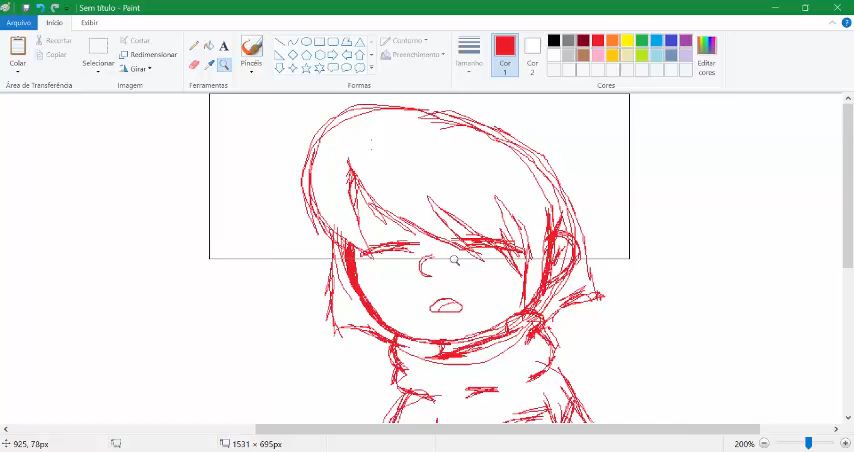 Sem título - Paint
Arquivo Início Exibir
Colar
Recortar
Copiar
Área de Transferência
Selecionar
Cortar
Redimensionar
Girar
Imagem
A
Ferramentas
Pincéis
Contorno
Preenchimento
Formas
Tamanho
Cor
1
Cor
2
Editar
cores
Cores
925, 78px
1531 × 695px
200%